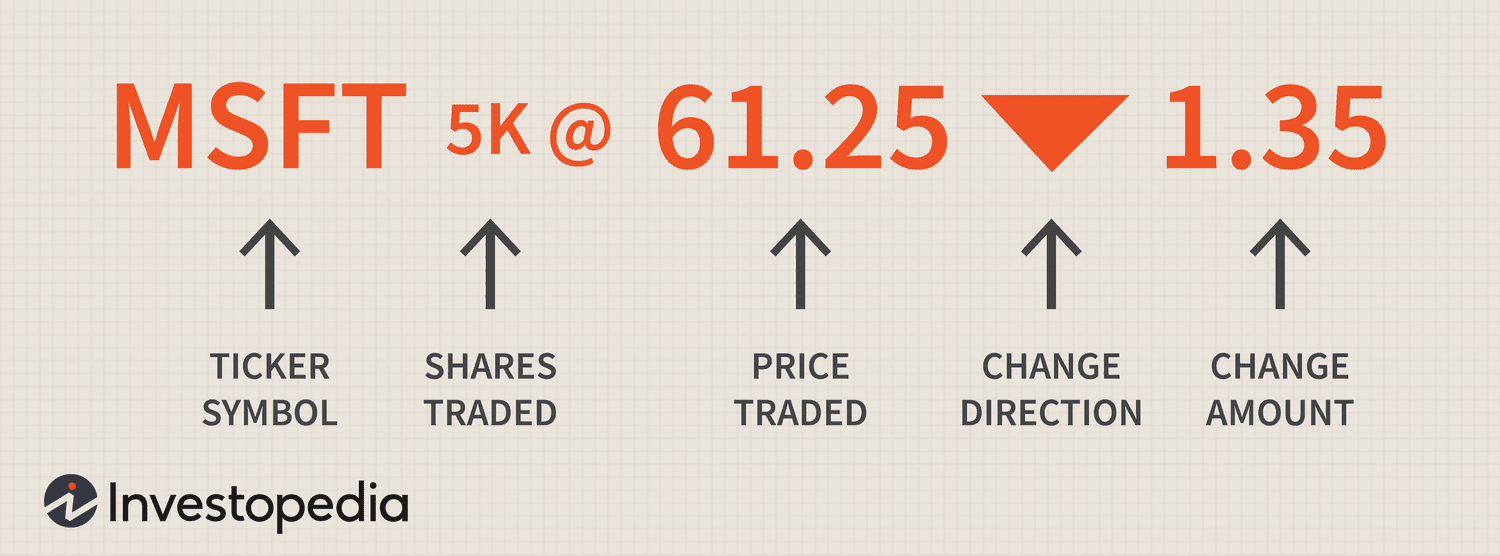 MSFT 5K @ 61.25 ▼ 1.35
TICKER SYMBOL
SHARES TRADED
PRICE TRADED
CHANGE DIRECTION
CHANGE AMOUNT
Investopedia